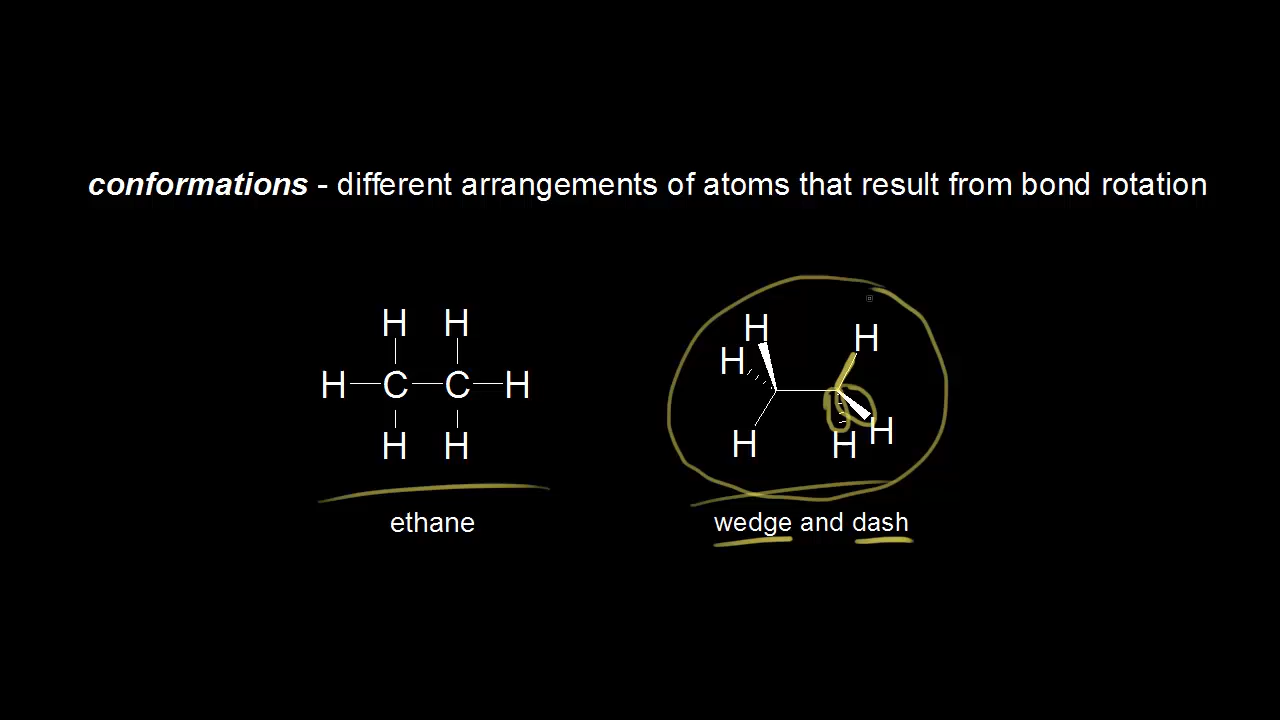 conformations - different arrangements of atoms that result from bond rotation
H H
H C C H
H H
ethane
H H
H
H H H
wedge and dash